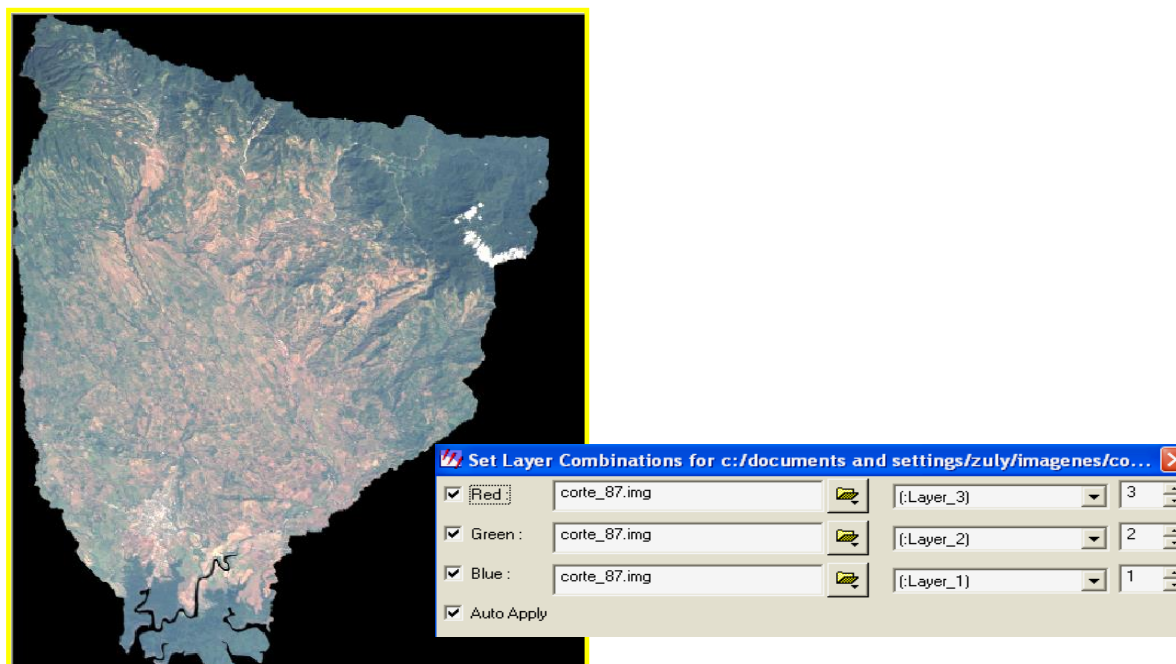 Set Layer Combinations for c:/documents and settings/zuly/imagenes/co...
Red : corte_87.img (:Layer_3) 3
Green : corte_87.img (:Layer_2) 2
Blue : corte_87.img (:Layer_1) 1
Auto Apply